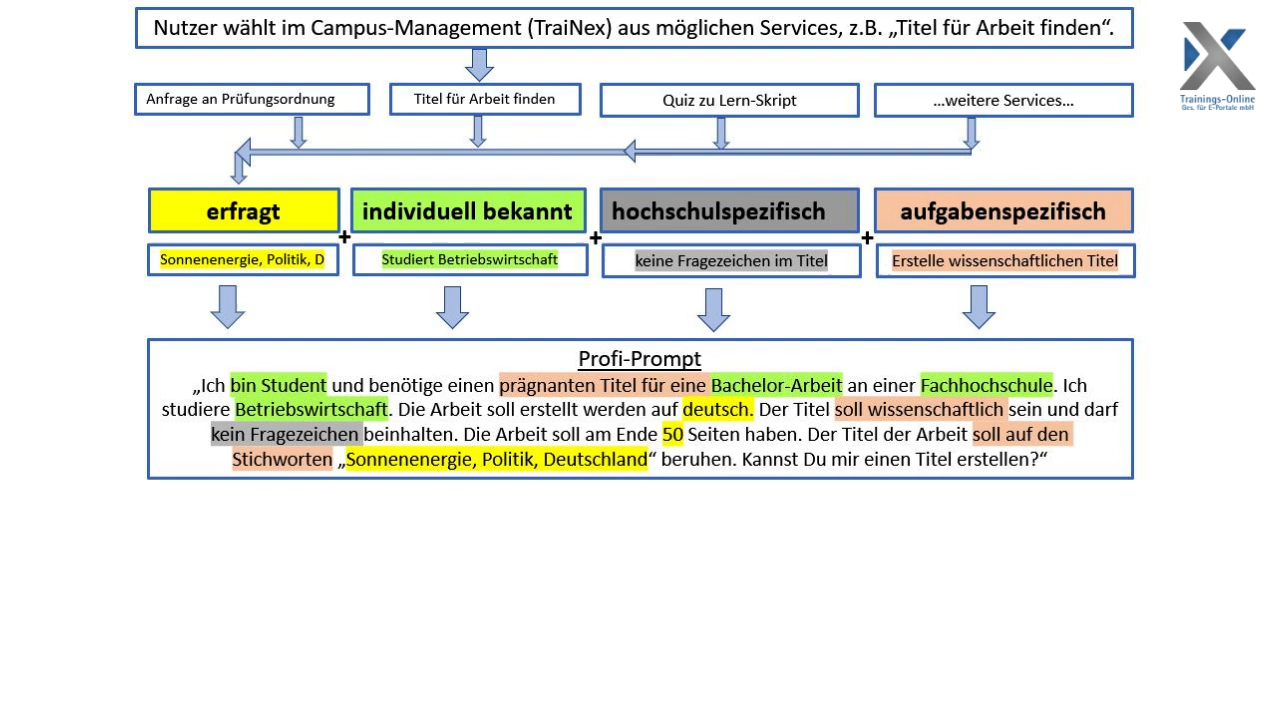 Nutzer wählt im Campus-Management (TraiNex) aus möglichen Services, z.B. „Titel für Arbeit finden“.
Trainings-Online
Ges. für E-Portale mbH
Anfrage an Prüfungsordnung
Titel für Arbeit finden
Quiz zu Lern-Skript
...weitere Services...
erfragt
+
individuell bekannt
+
hochschulspezifisch
+
aufgabenspezifisch
Sonnenenergie, Politik, D
Studiert Betriebswirtschaft
keine Fragezeichen im Titel
Erstelle wissenschaftlichen Titel
Profi-Prompt
„Ich bin Student und benötige einen prägnanten Titel für eine Bachelor-Arbeit an einer Fachhochschule. Ich
studiere Betriebswirtschaft. Die Arbeit soll erstellt werden auf deutsch. Der Titel soll wissenschaftlich sein und darf
kein Fragezeichen beinhalten. Die Arbeit soll am Ende 50 Seiten haben. Der Titel der Arbeit soll auf den
Stichworten „Sonnenenergie, Politik, Deutschland“ beruhen. Kannst Du mir einen Titel erstellen?“